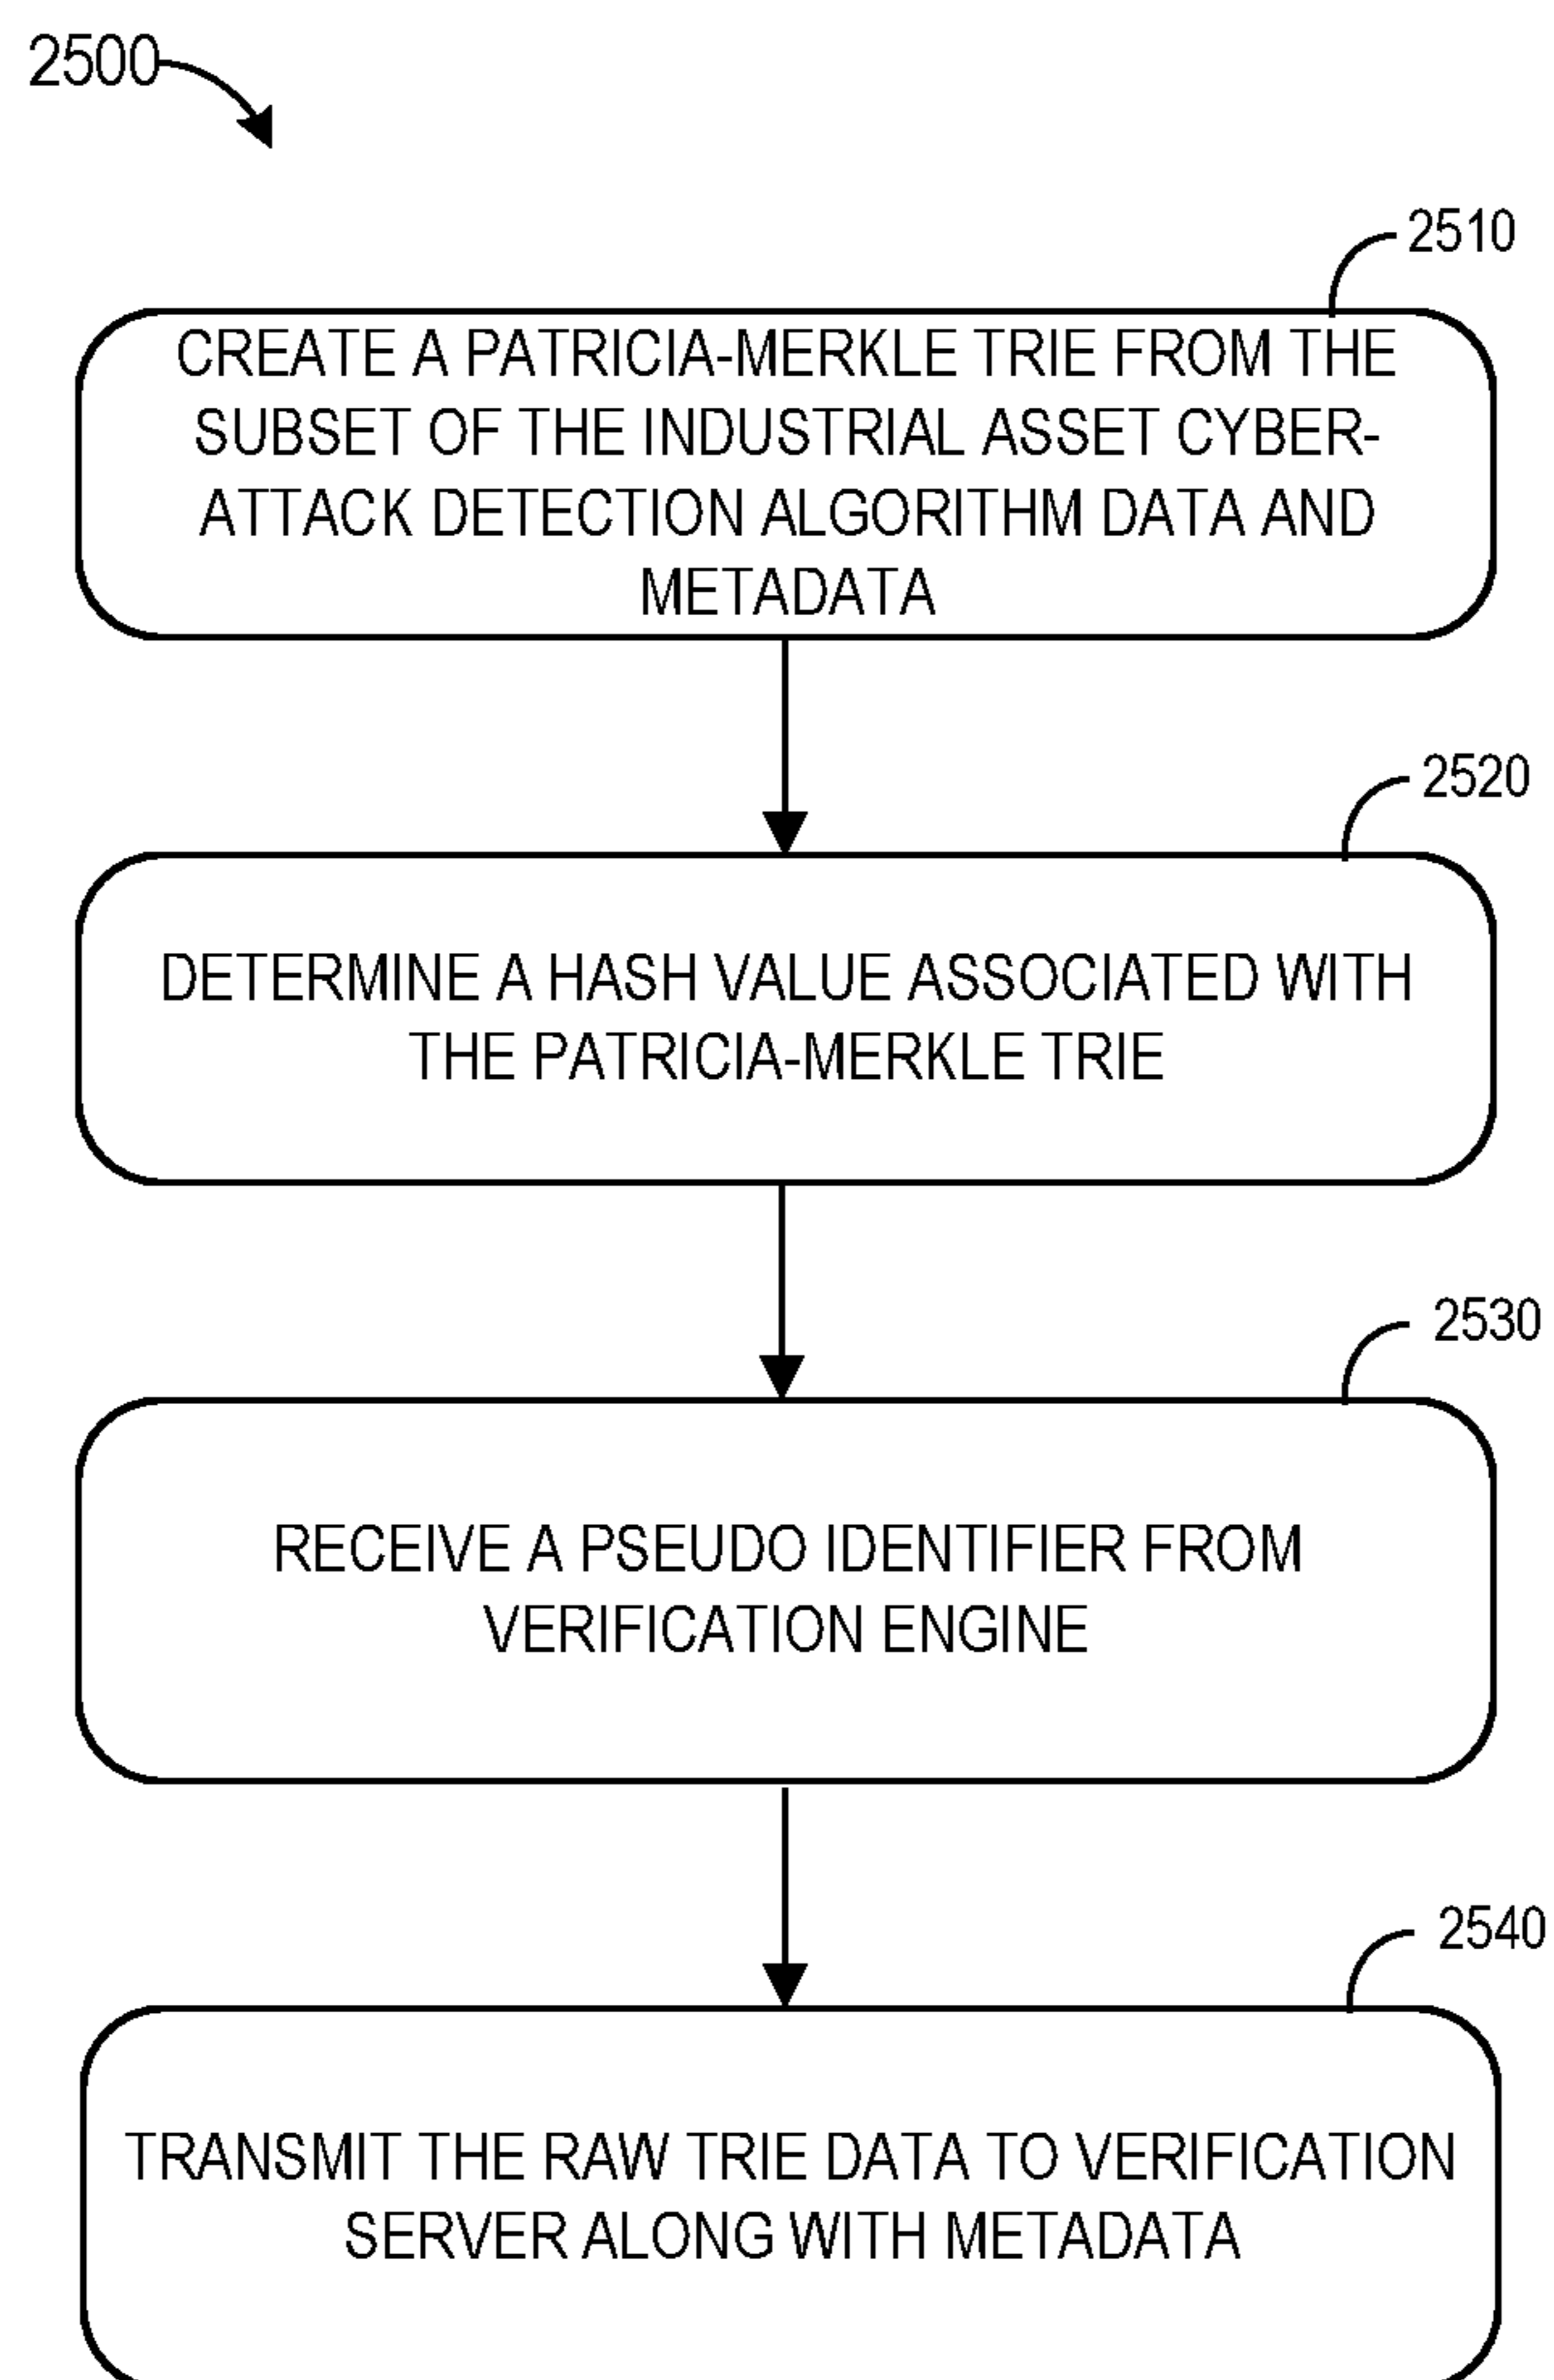 2500
2510
CREATE A PATRICIA-MERKLE TRIE FROM THE
SUBSET OF THE INDUSTRIAL ASSET CYBER-
ATTACK DETECTION ALGORITHM DATA AND
METADATA
2520
DETERMINE A HASH VALUE ASSOCIATED WITH
THE PATRICIA-MERKLE TRIE
2530
RECEIVE A PSEUDO IDENTIFIER FROM
VERIFICATION ENGINE
2540
TRANSMIT THE RAW TRIE DATA TO VERIFICATION
SERVER ALONG WITH METADATA